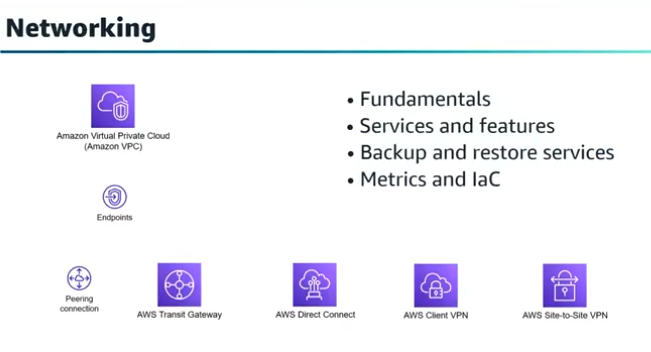 Networking
Amazon Virtual Private Cloud
(Amazon VPC)
Endpoints
• Fundamentals
• Services and features
• Backup and restore services
• Metrics and IaC
Peering
connection
AWS Transit Gateway
AWS Direct Connect
AWS Client VPN
AWS Site-to-Site VPN